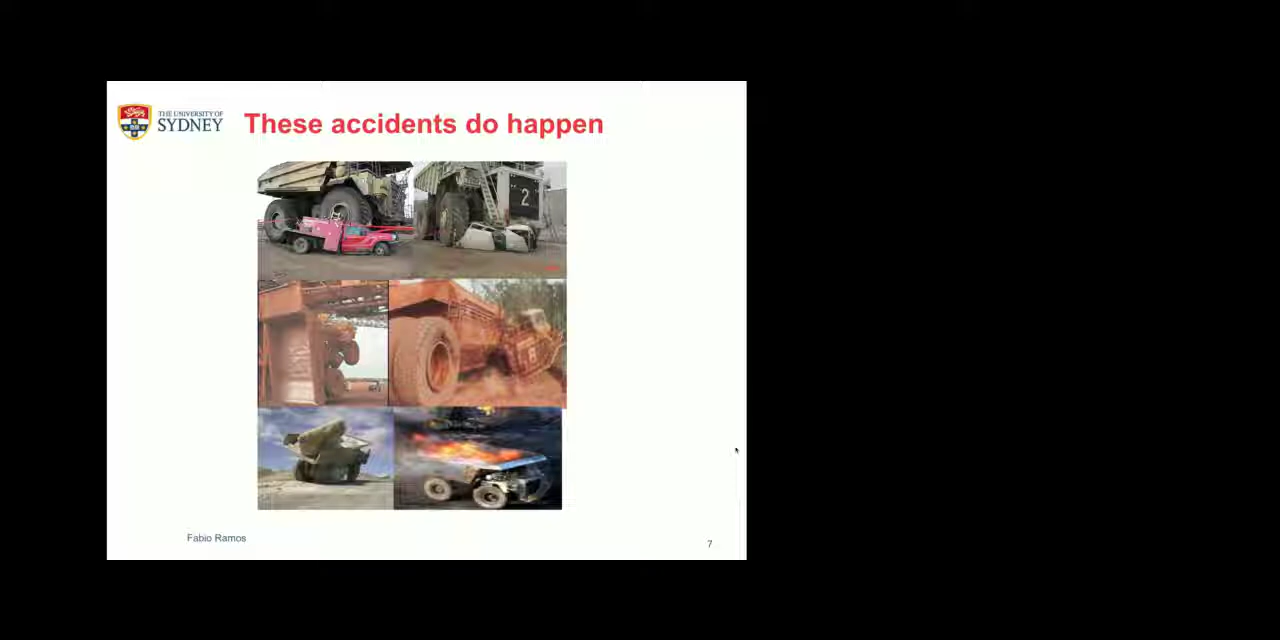 THE UNIVERSITY OF
SYDNEY
These accidents do happen
2
Fabio Ramos
7